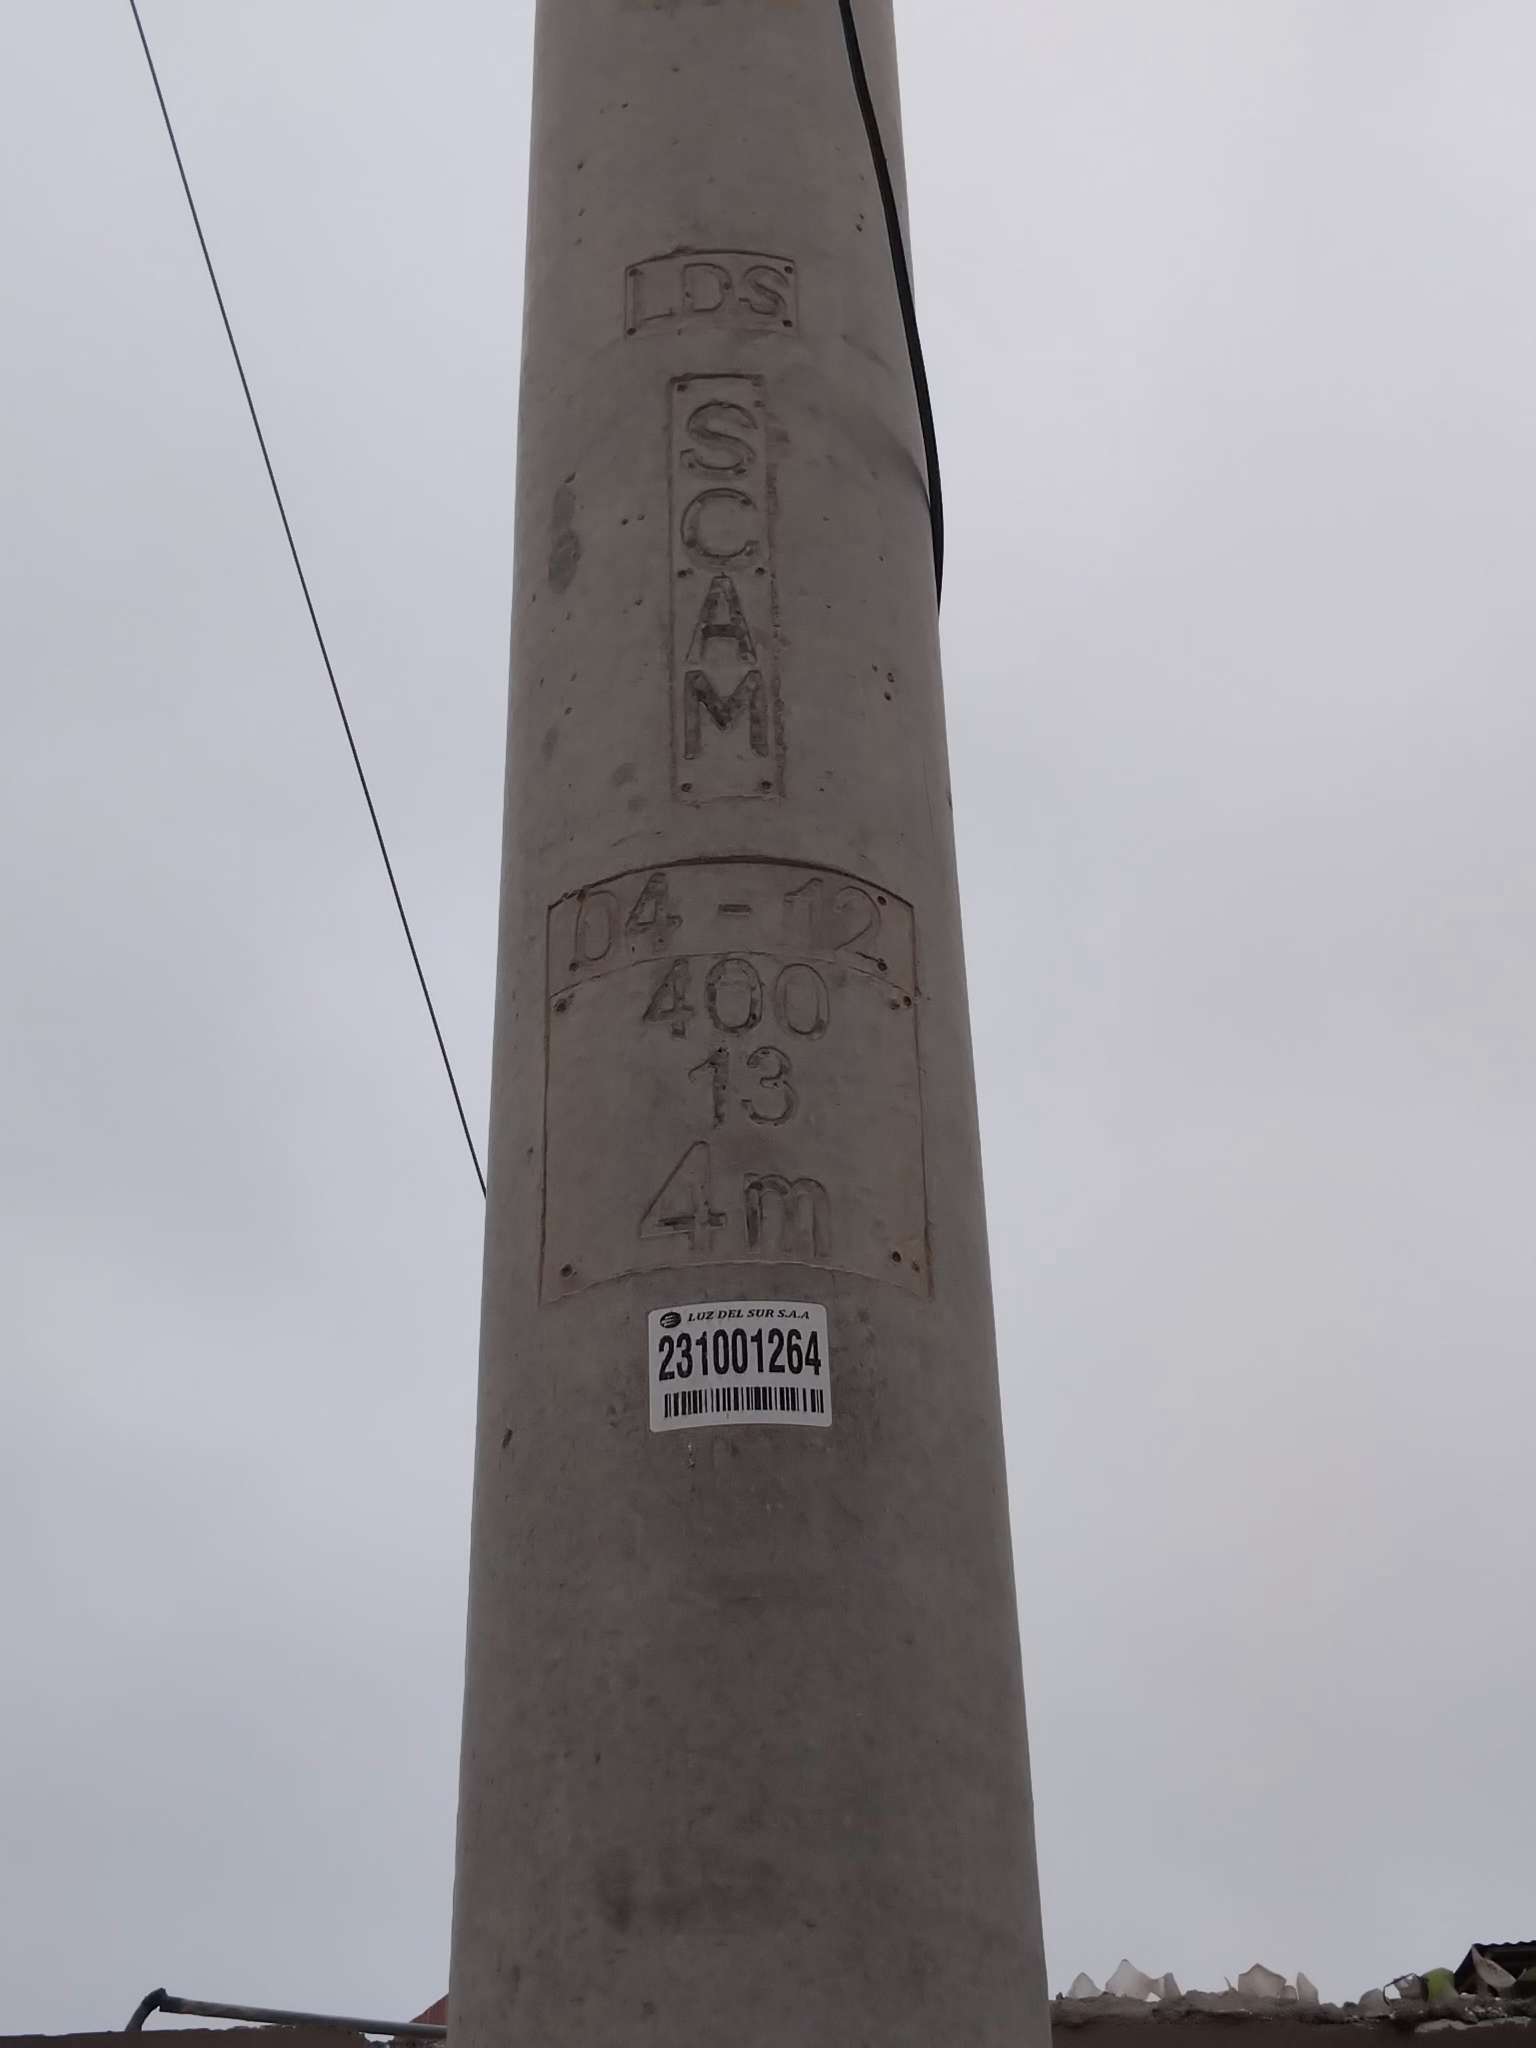 LDS
SCAM
04 - 12
400
13
4m
LUZ DEL SUR S.A.A
231001264